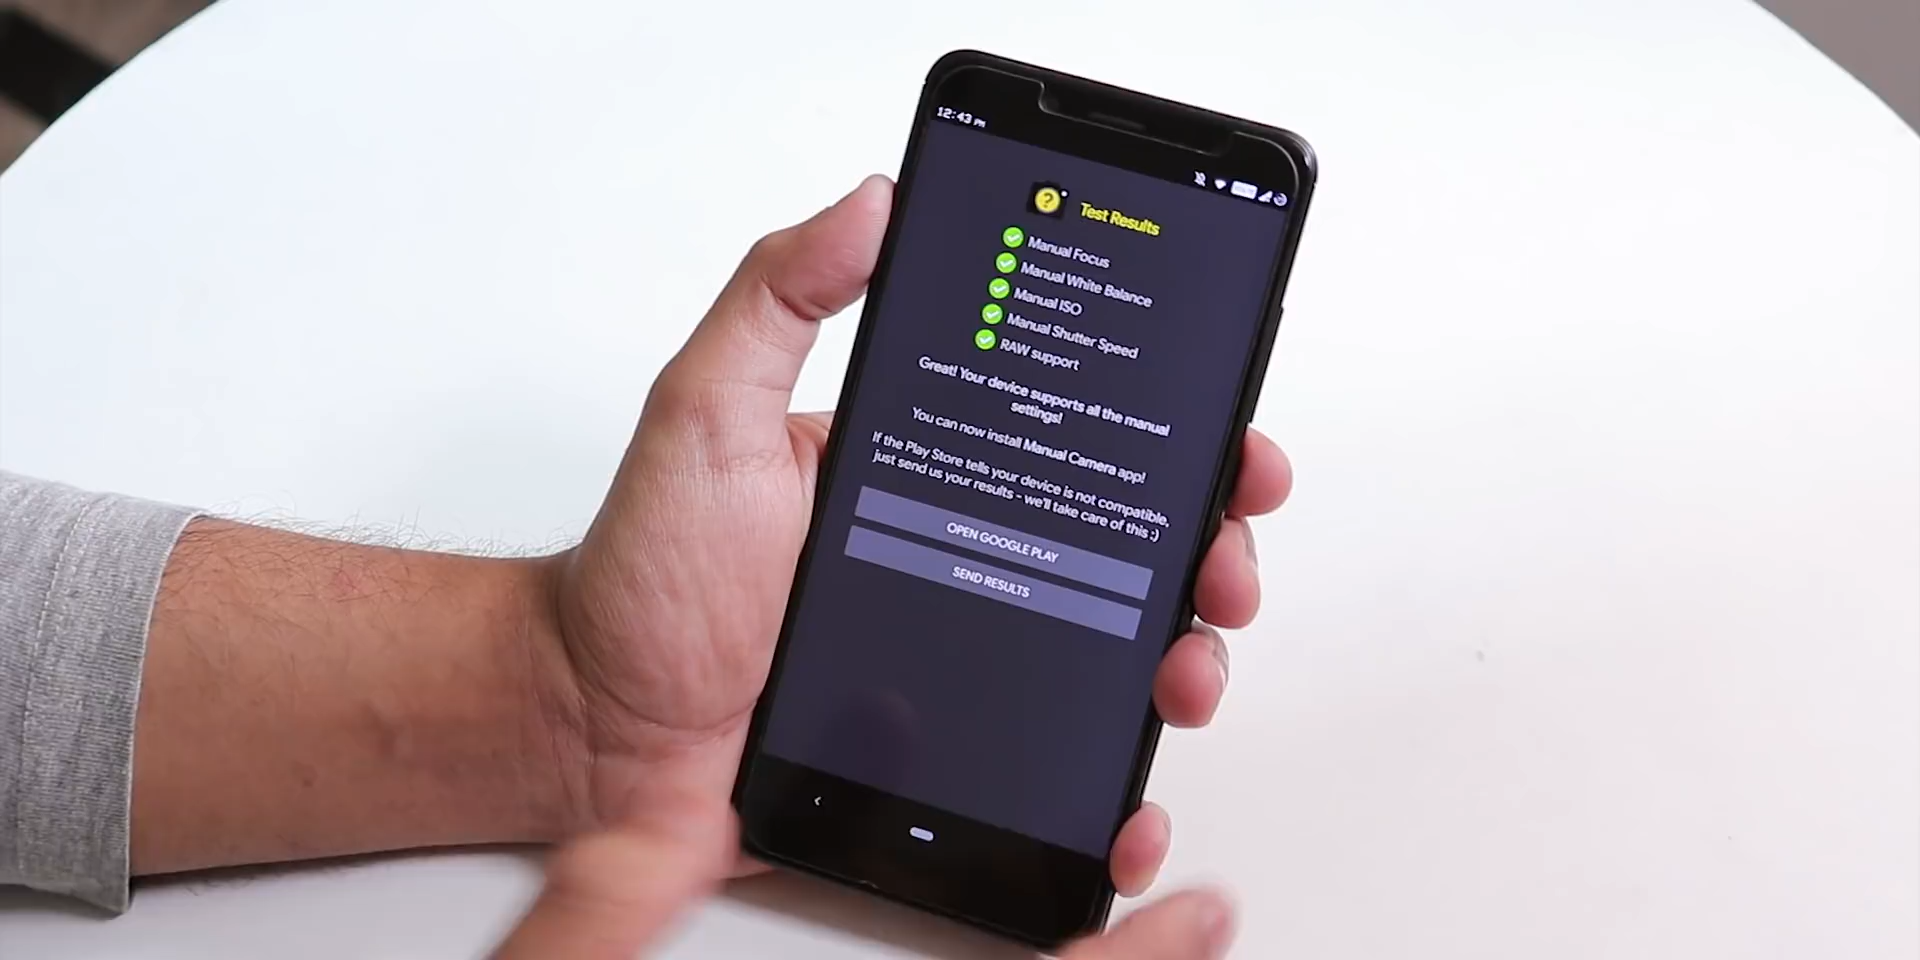 12:43 PM
?
Test Results
Manual Focus
Manual White Balance
Manual ISO
Manual Shutter Speed
RAW support
Great! Your device supports all the manual
settings!
You can now install Manual Camera app!
If the Play Store tells your device is not compatible,
just send us your results - we'll take care of this :)
OPEN GOOGLE PLAY
SEND RESULTS